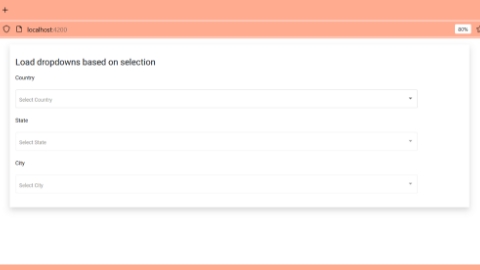 +
localhost:4200
80%
Load dropdowns based on selection
Country
Select Country
State
Select State
City
Select City